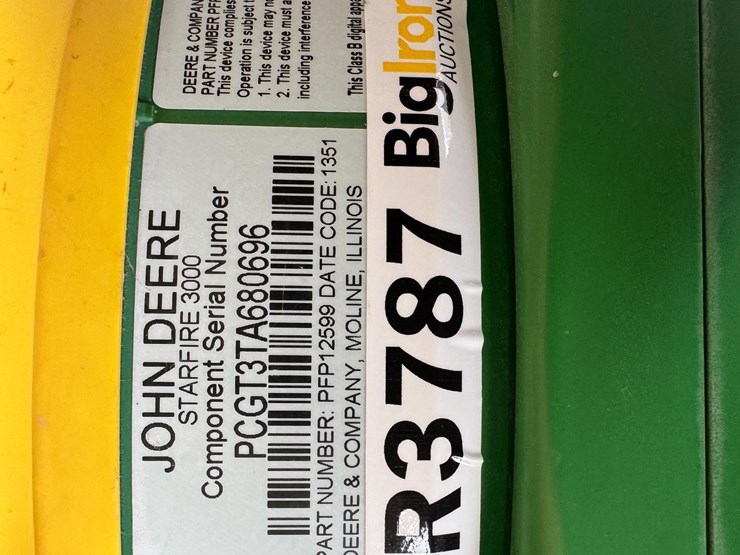 JOHN DEERE
STARFIRE 3000
Component Serial Number
PCGT3TA680696
PART NUMBER: PFP12599 DATE CODE: 1351
DEERE & COMPANY, MOLINE, ILLINOIS
DEERE & COMPAN
PART NUMBER PFP
This device complies
Operation is subject t
1. This device may n
2. This device must a
including interference
This Class B digital appa
R3787 BigIron
AUCTIONS